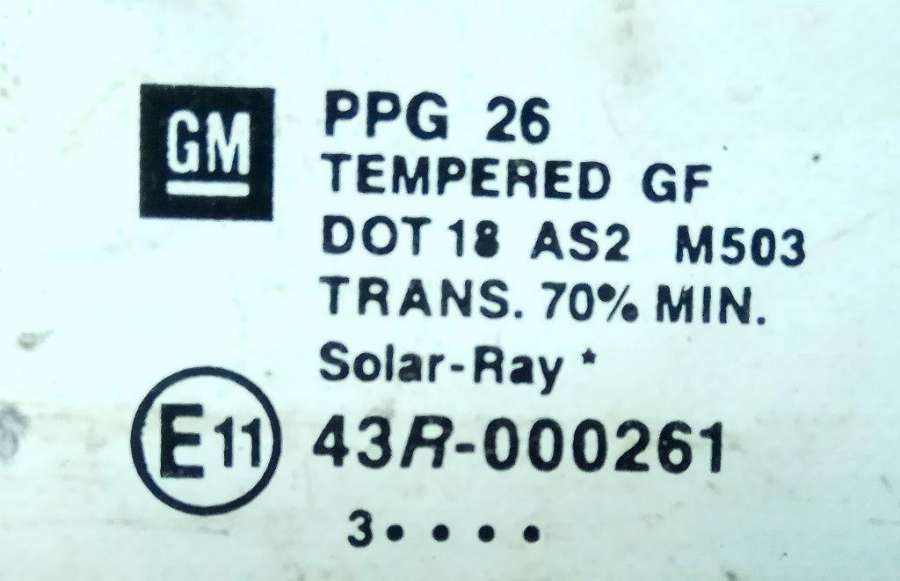 GM
PPG 26
TEMPERED GF
DOT 18 AS2 M503
TRANS. 70% MIN.
Solar-Ray *
E11 43R-000261
3••••